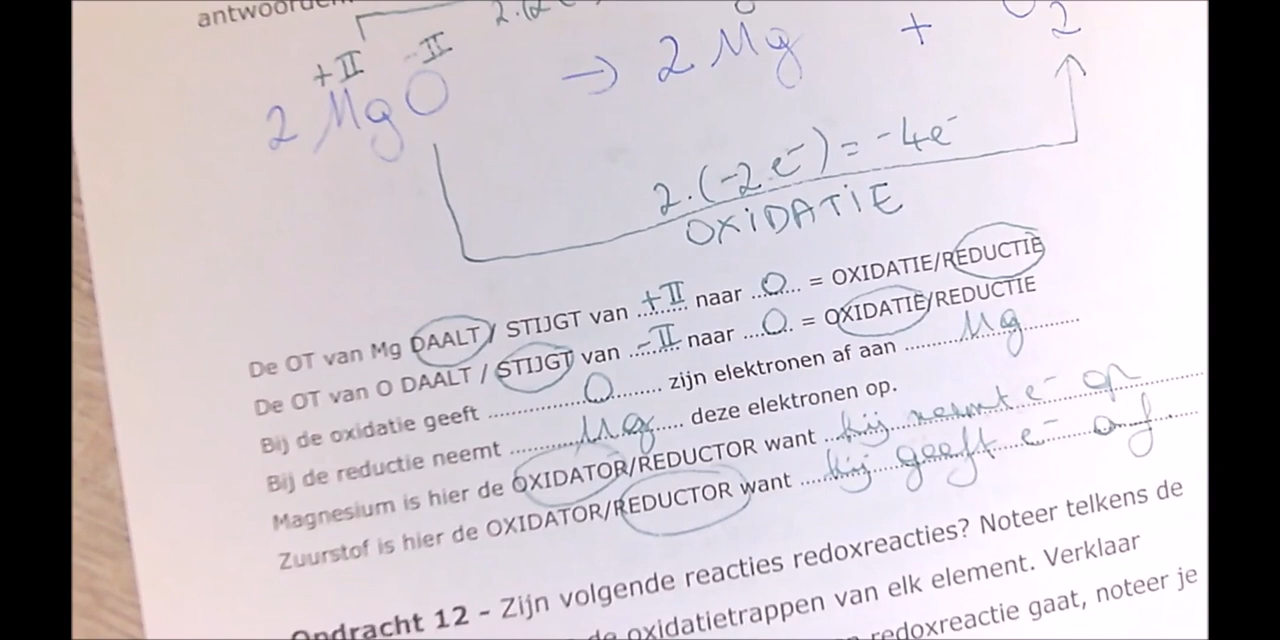 antwoorden
+II -II
2 MgO → 2 Mg + O2
2.(-2e-) = -4e-
OXIDATIE
De OT van Mg DAALT / STIJGT van +II naar 0 = OXIDATIE/REDUCTIE
De OT van O DAALT / STIJGT van -II naar 0 = OXIDATIE/REDUCTIE
Bij de oxidatie geeft O zijn elektronen af aan Mg
Bij de reductie neemt Mg deze elektronen op.
Magnesium is hier de OXIDATOR/REDUCTOR want hij neemt e- op
Zuurstof is hier de OXIDATOR/REDUCTOR want hij geeft e- af
Opdracht 12 - Zijn volgende reacties redoxreacties? Noteer telkens de
de oxidatietrappen van elk element. Verklaar
redoxreactie gaat, noteer je